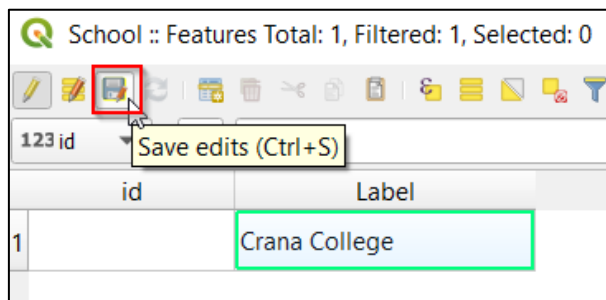 School :: Features Total: 1, Filtered: 1, Selected: 0
123 id
Save edits (Ctrl+S)
id Label
1 Crana College